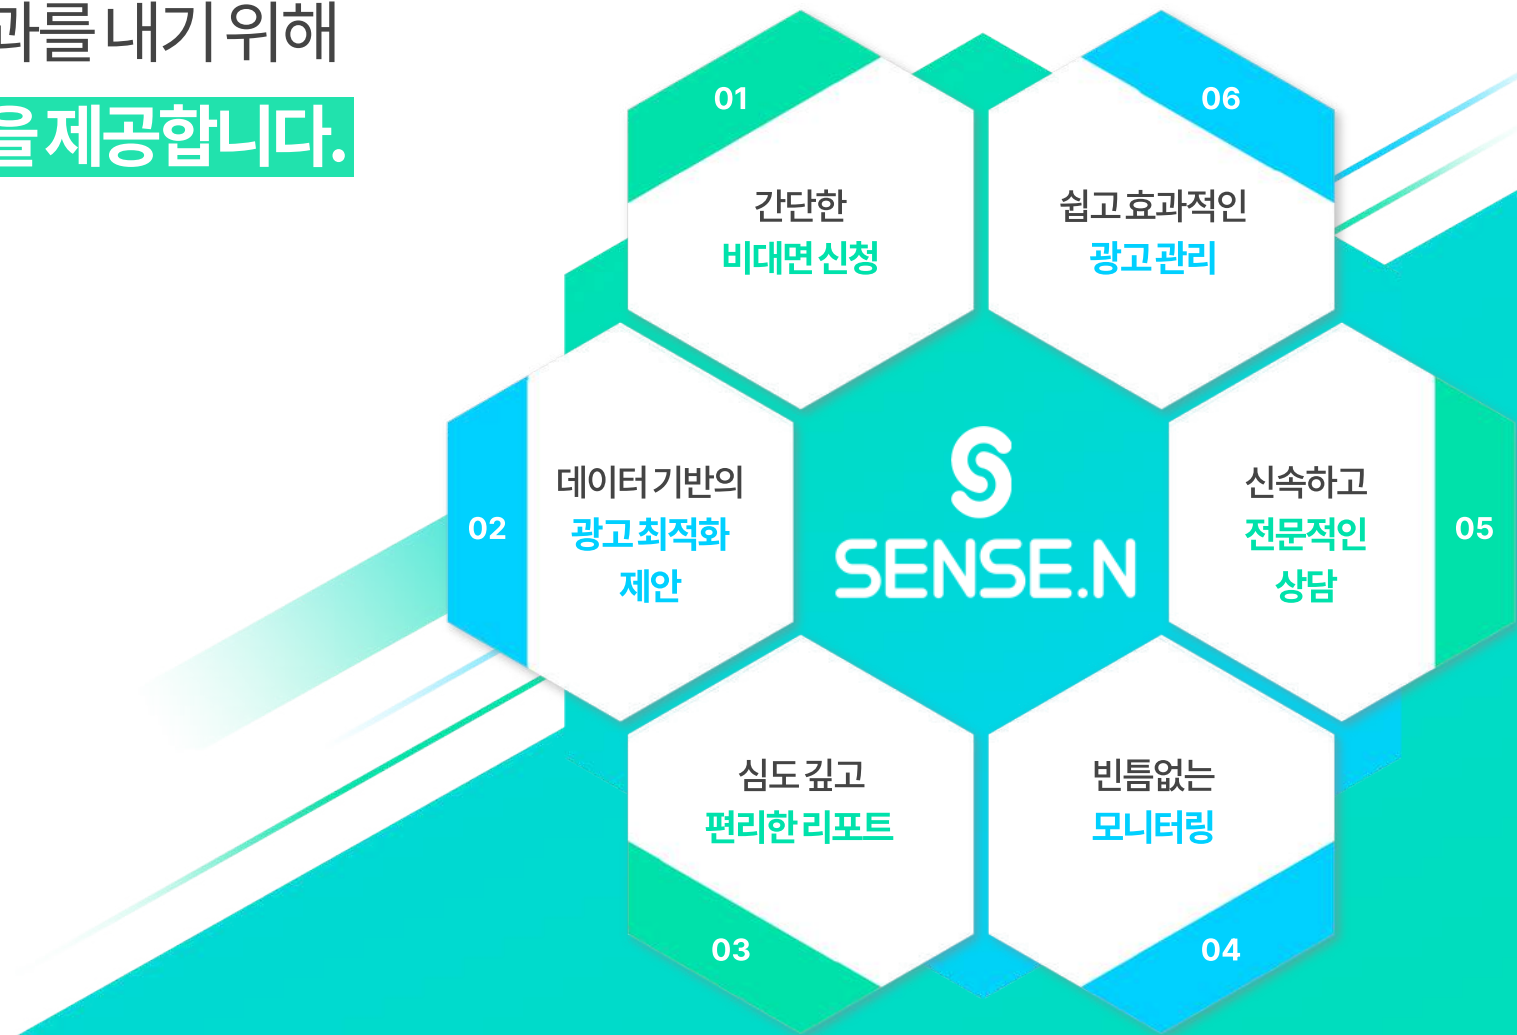 과를 내기 위해
을 제공합니다.
01
간단한
비대면 신청
06
쉽고 효과적인
광고 관리
02
데이터 기반의
광고 최적화
제안
SENSE.N
신속하고
전문적인
상담
05
심도 깊고
편리한 리포트
03
빈틈없는
모니터링
04